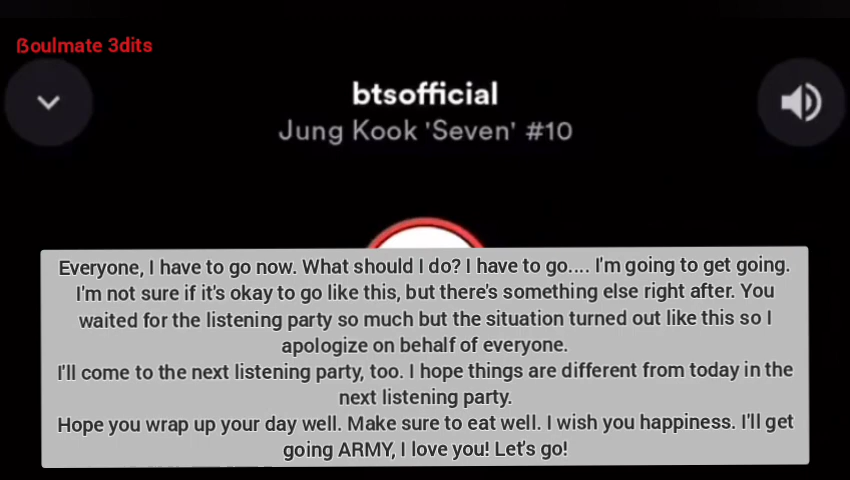 ßoulmate 3dits
btsofficial
Jung Kook 'Seven' #10
Everyone, I have to go now. What should I do? I have to go.... I'm going to get going.
I'm not sure if it's okay to go like this, but there's something else right after. You
waited for the listening party so much but the situation turned out like this so I
apologize on behalf of everyone.
I'll come to the next listening party, too. I hope things are different from today in the
next listening party.
Hope you wrap up your day well. Make sure to eat well. I wish you happiness. I'll get
going ARMY, I love you! Let's go!